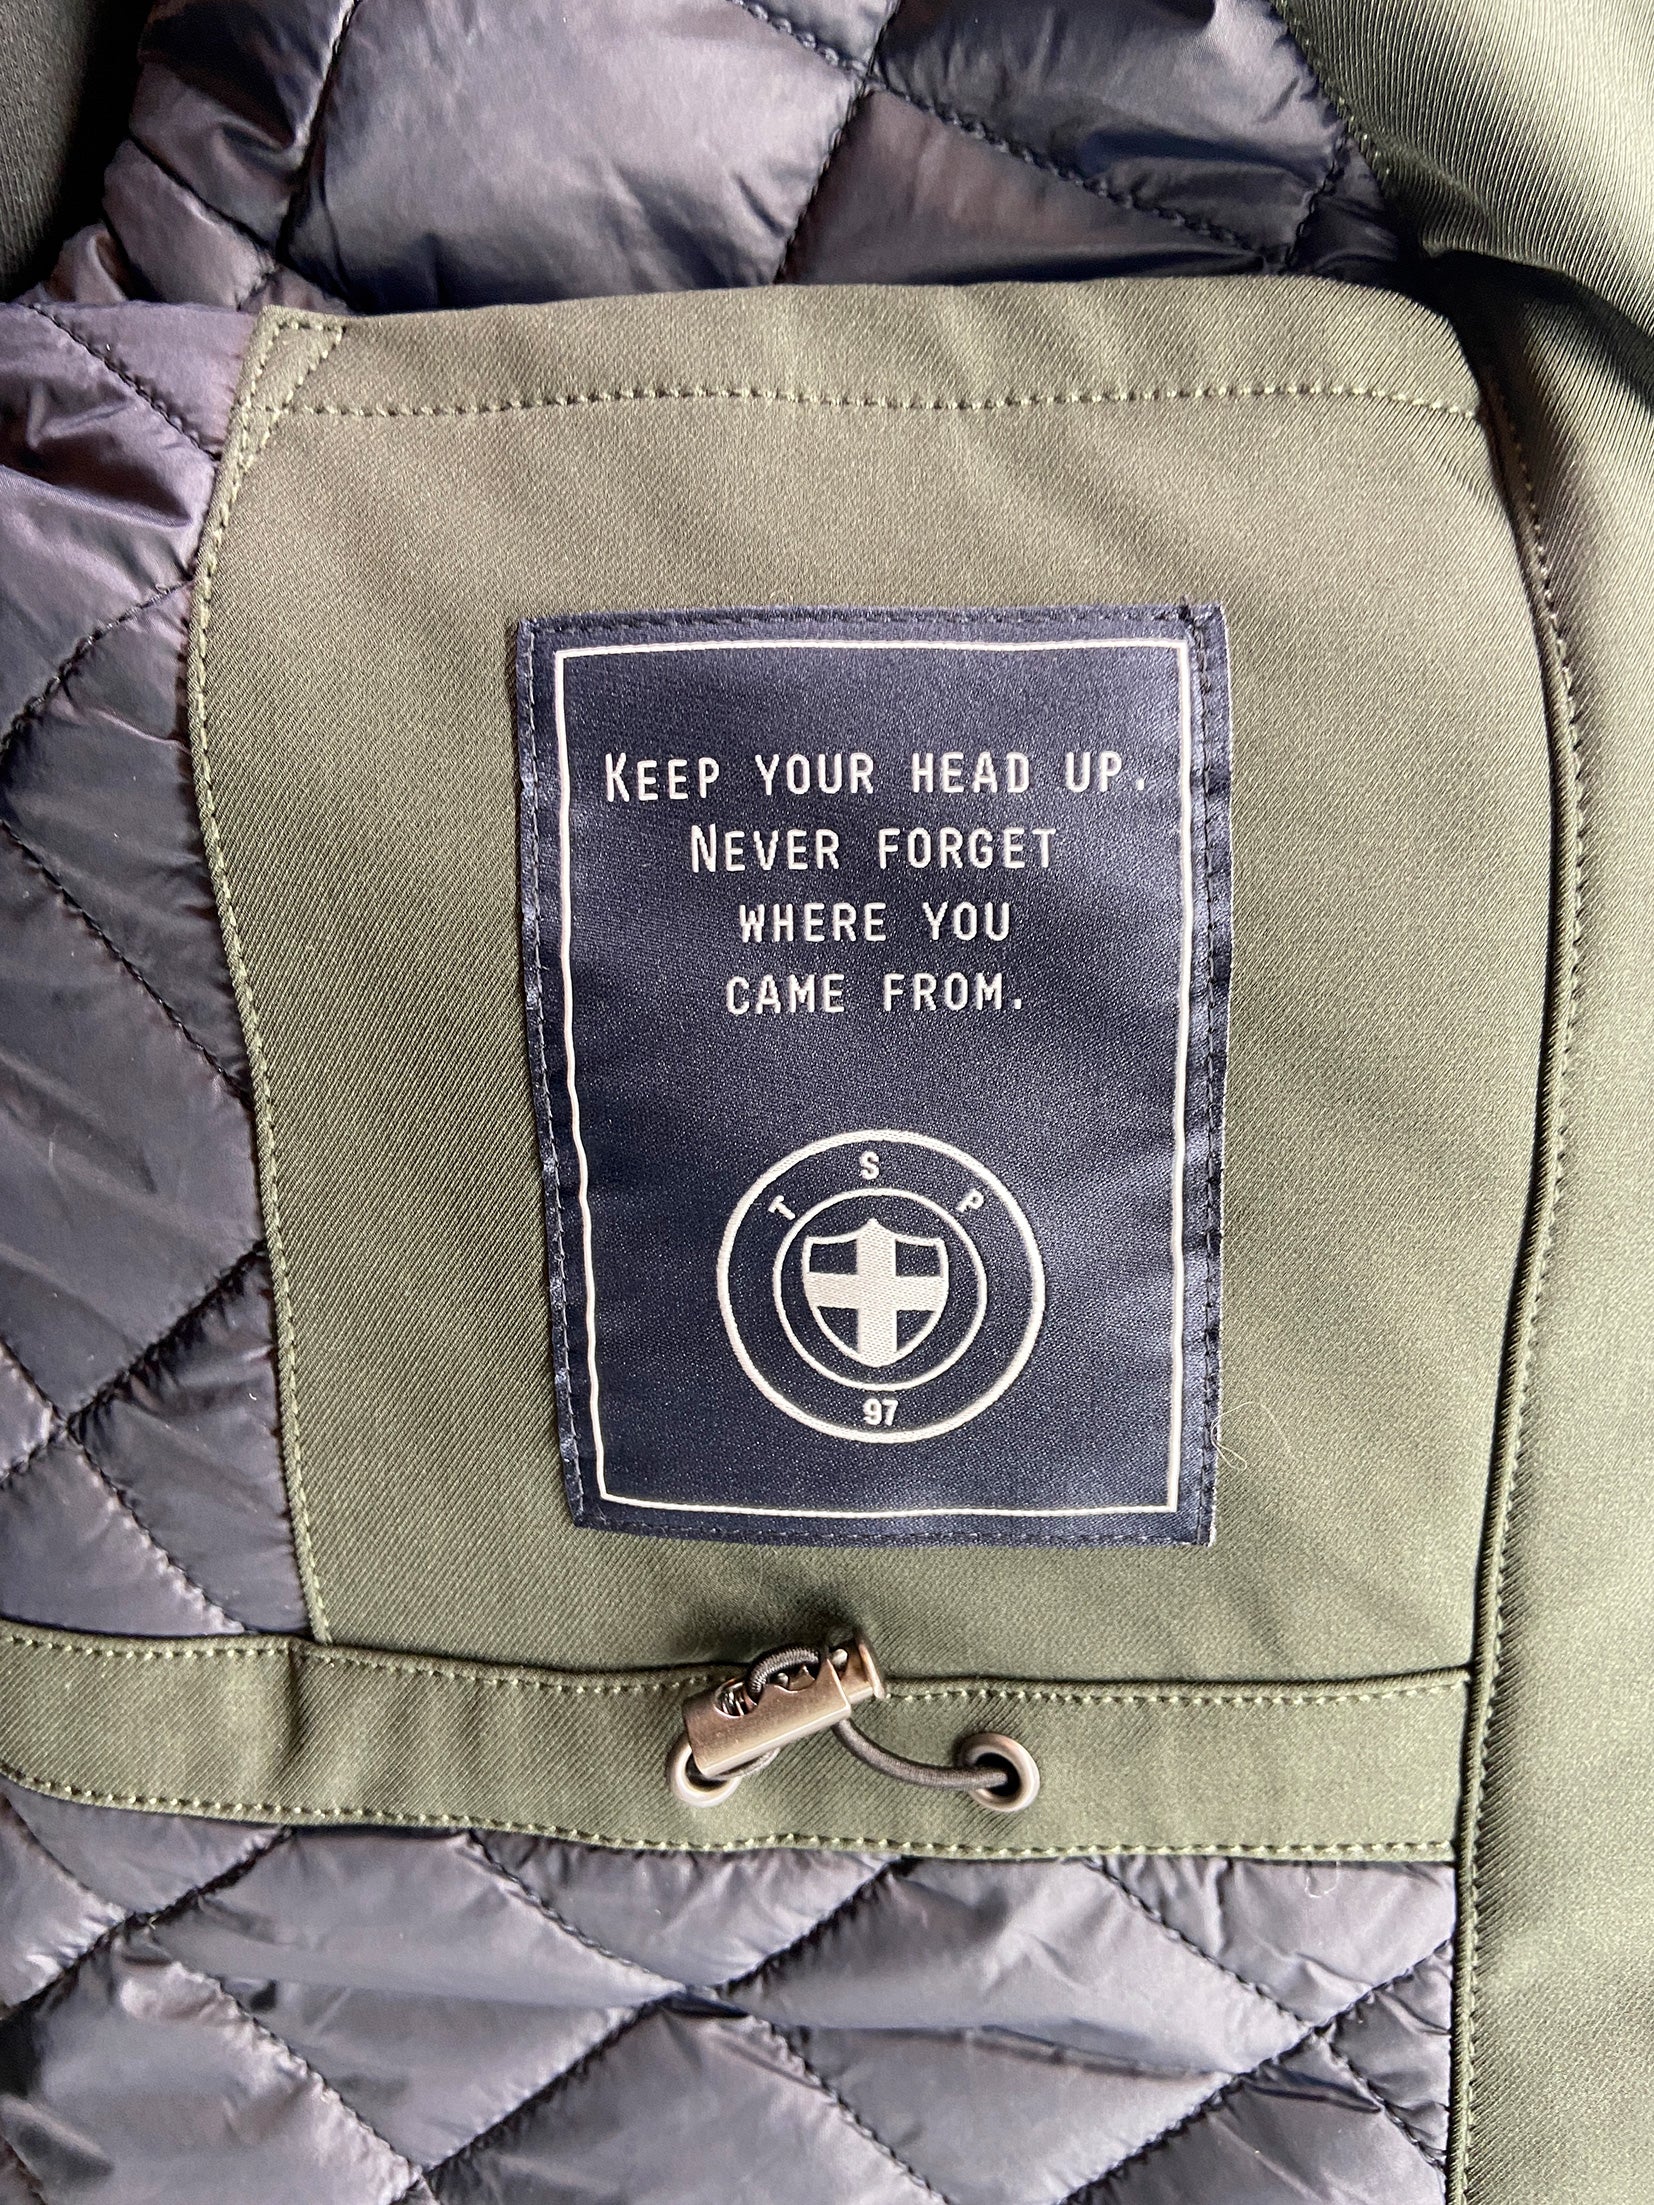 KEEP YOUR HEAD UP.
NEVER FORGET
WHERE YOU
CAME FROM.
T S P
97